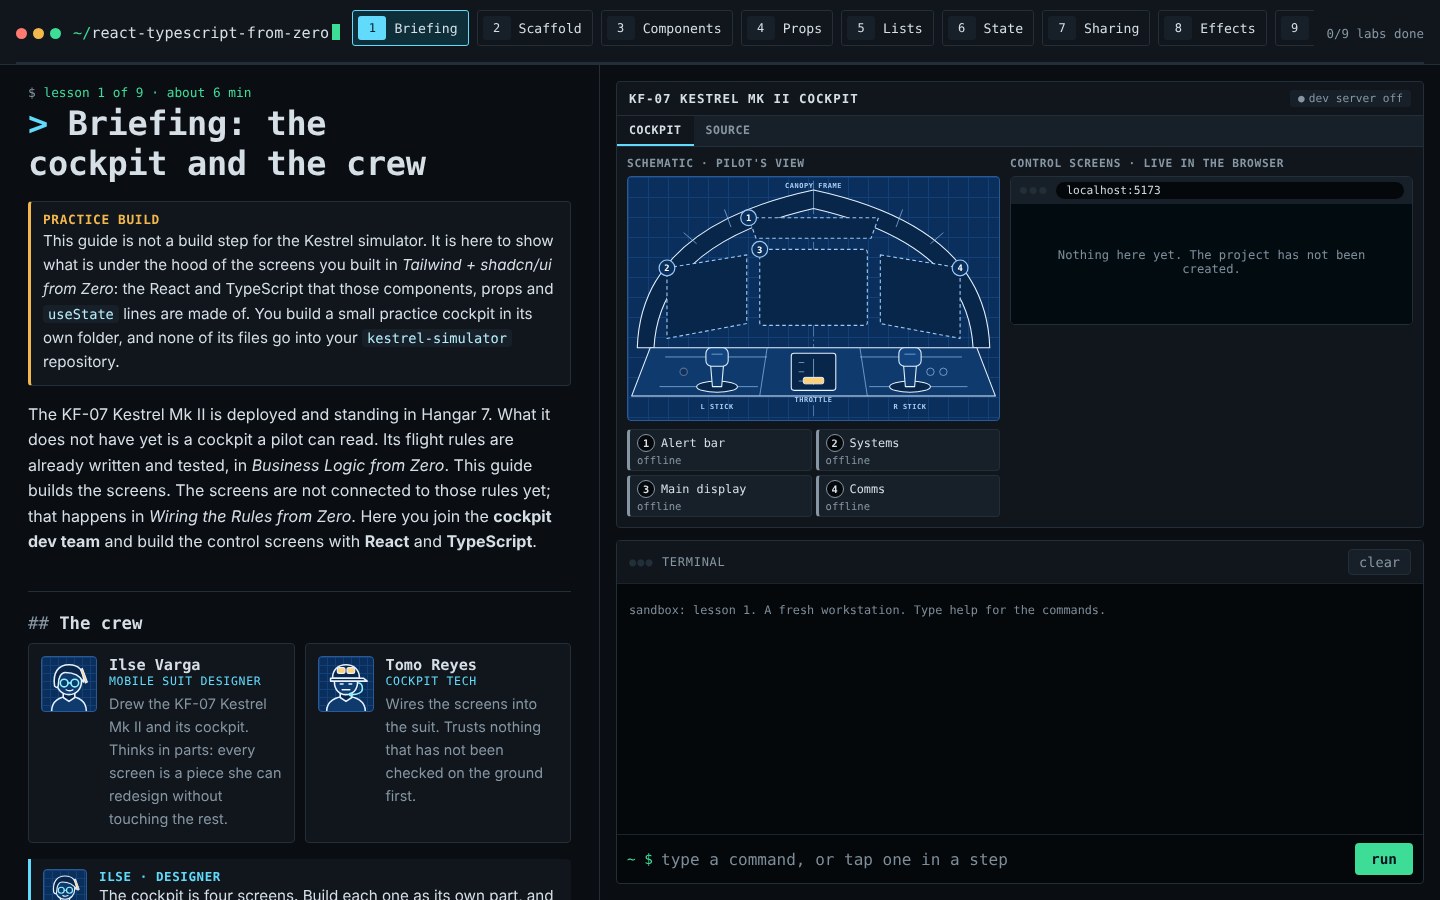 ~/react-typescript-from-zero
1 Briefing
2 Scaffold
3 Components
4 Props
5 Lists
6 State
7 Sharing
8 Effects
9
0/9 labs done
$ lesson 1 of 9 · about 6 min
> Briefing: the
cockpit and the crew
PRACTICE BUILD
This guide is not a build step for the Kestrel simulator. It is here to show
what is under the hood of the screens you built in Tailwind + shadcn/ui
from Zero: the React and TypeScript that those components, props and
useState lines are made of. You build a small practice cockpit in its
own folder, and none of its files go into your kestrel-simulator
repository.
The KF-07 Kestrel Mk II is deployed and standing in Hangar 7. What it
does not have yet is a cockpit a pilot can read. Its flight rules are
already written and tested, in Business Logic from Zero. This guide
builds the screens. The screens are not connected to those rules yet;
that happens in Wiring the Rules from Zero. Here you join the cockpit
dev team and build the control screens with React and TypeScript.
## The crew
Ilse Varga
MOBILE SUIT DESIGNER
Drew the KF-07 Kestrel
Mk II and its cockpit.
Thinks in parts: every
screen is a piece she can
redesign without
touching the rest.
Tomo Reyes
COCKPIT TECH
Wires the screens into
the suit. Trusts nothing
that has not been
checked on the ground
first.
ILSE · DESIGNER
The cockpit is four screens. Build each one as its own part, and
KF-07 KESTREL MK II COCKPIT
dev server off
COCKPIT
SOURCE
SCHEMATIC · PILOT'S VIEW
CANOPY FRAME
1
3
2
4
L STICK
THROTTLE
R STICK
1 Alert bar
offline
2 Systems
offline
3 Main display
offline
4 Comms
offline
CONTROL SCREENS · LIVE IN THE BROWSER
localhost:5173
Nothing here yet. The project has not been
created.
TERMINAL
clear
sandbox: lesson 1. A fresh workstation. Type help for the commands.
~ $ type a command, or tap one in a step
run